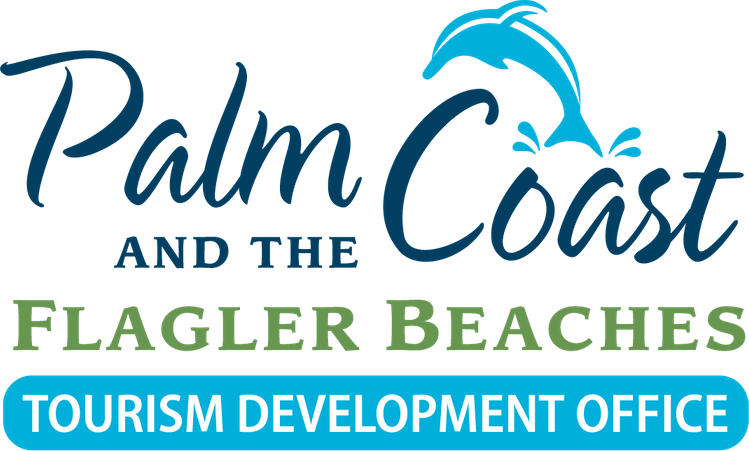 Palm Coast
AND THE
FLAGLER BEACHES
TOURISM DEVELOPMENT OFFICE